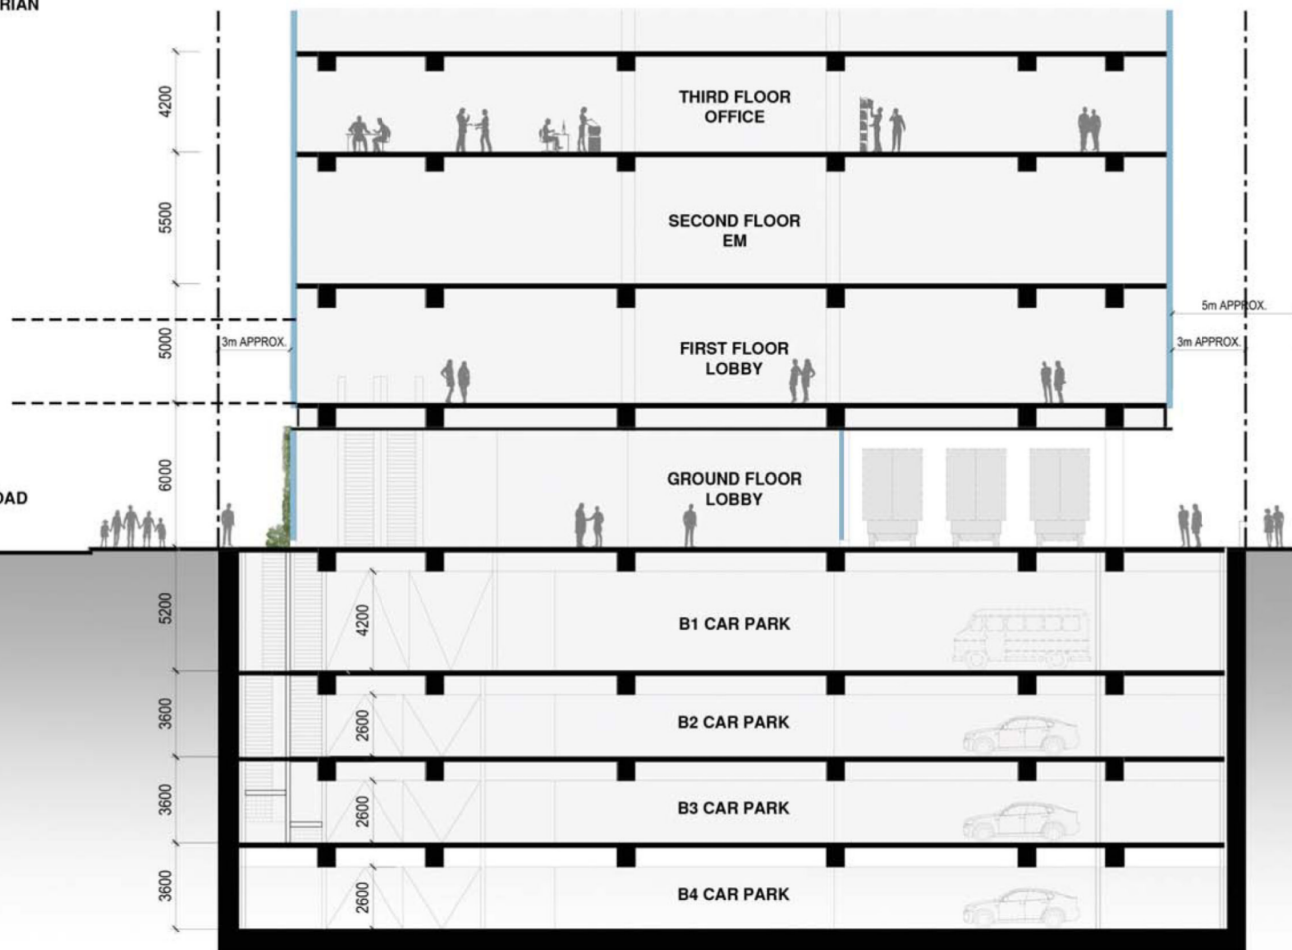 RIAN
4200
THIRD FLOOR
OFFICE
5500
SECOND FLOOR
EM
5m APPROX.
5000
3m APPROX.
3m APPROX.
FIRST FLOOR
LOBBY
6000
GROUND FLOOR
LOBBY
OAD
5200
4200
B1 CAR PARK
3600
2600
B2 CAR PARK
3600
2600
B3 CAR PARK
3600
2600
B4 CAR PARK